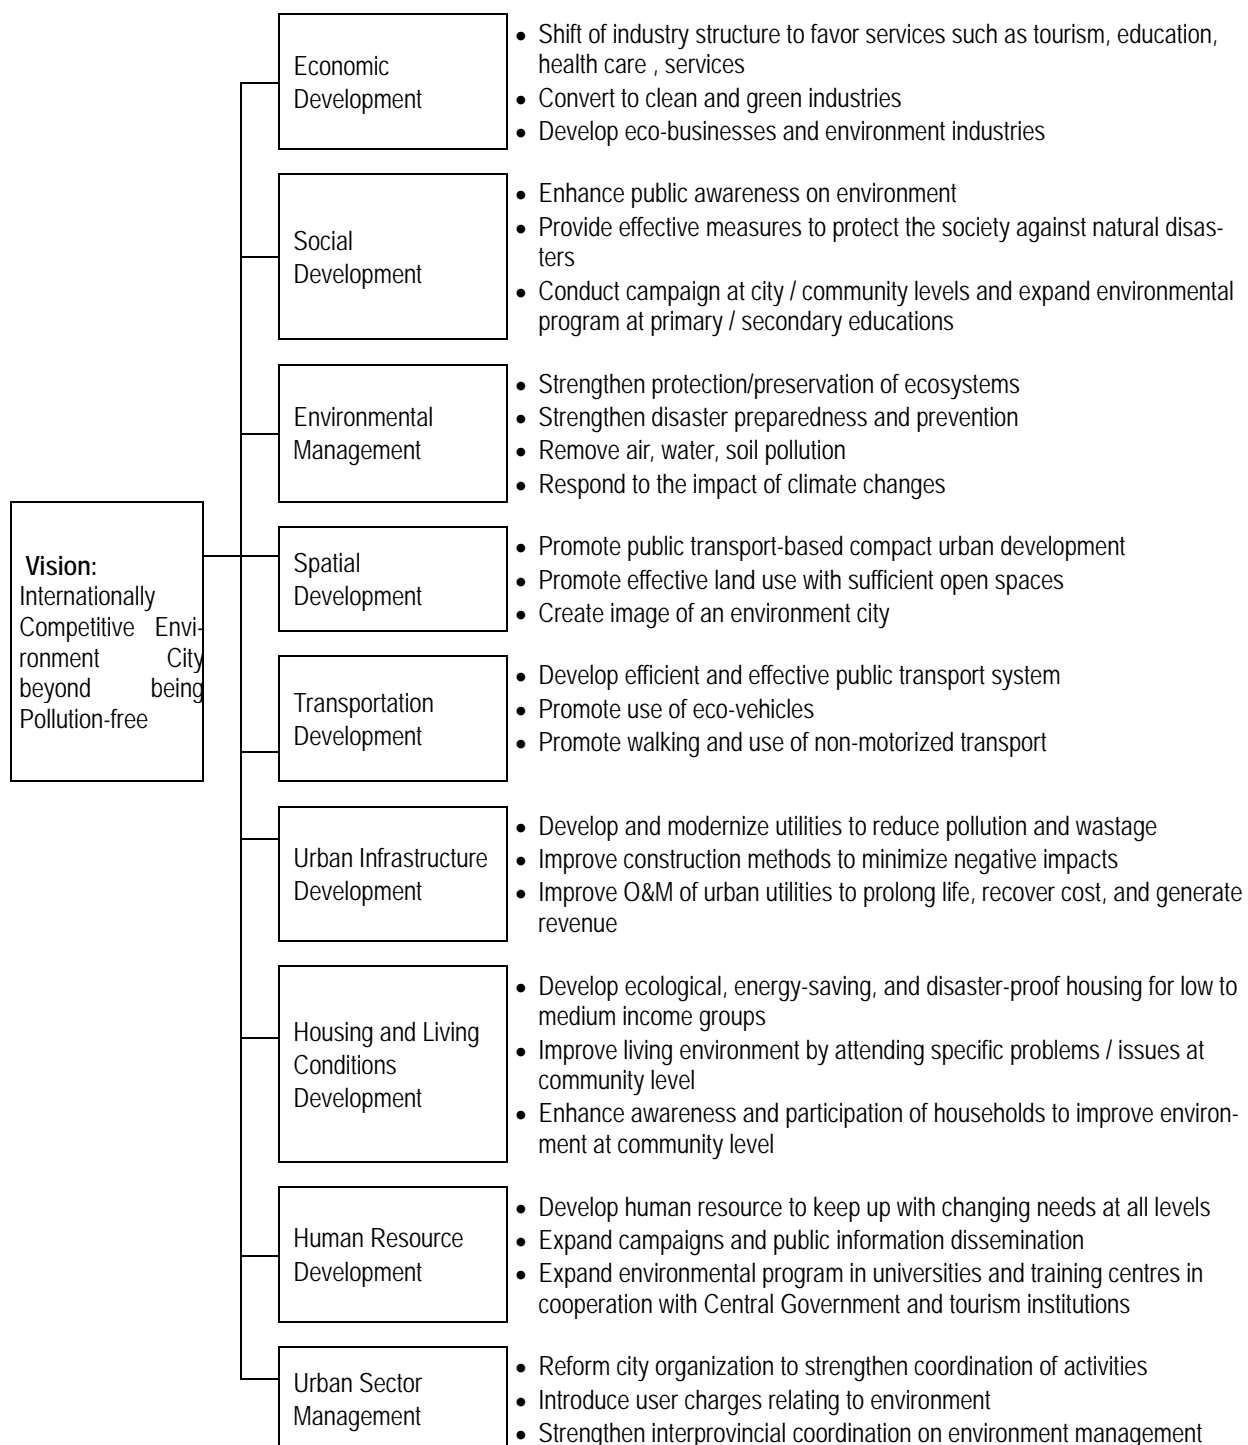 Vision:
Internationally
Competitive Envi-
ronment City
beyond being
Pollution-free
Economic
Development
• Shift of industry structure to favor services such as tourism, education,
health care , services
• Convert to clean and green industries
• Develop eco-businesses and environment industries
Social
Development
• Enhance public awareness on environment
• Provide effective measures to protect the society against natural disas-
ters
• Conduct campaign at city / community levels and expand environmental
program at primary / secondary educations
Environmental
Management
• Strengthen protection/preservation of ecosystems
• Strengthen disaster preparedness and prevention
• Remove air, water, soil pollution
• Respond to the impact of climate changes
Spatial
Development
• Promote public transport-based compact urban development
• Promote effective land use with sufficient open spaces
• Create image of an environment city
Transportation
Development
• Develop efficient and effective public transport system
• Promote use of eco-vehicles
• Promote walking and use of non-motorized transport
Urban Infrastructure
Development
• Develop and modernize utilities to reduce pollution and wastage
• Improve construction methods to minimize negative impacts
• Improve O&M of urban utilities to prolong life, recover cost, and generate
revenue
Housing and Living
Conditions
Development
• Develop ecological, energy-saving, and disaster-proof housing for low to
medium income groups
• Improve living environment by attending specific problems / issues at
community level
• Enhance awareness and participation of households to improve environ-
ment at community level
Human Resource
Development
• Develop human resource to keep up with changing needs at all levels
• Expand campaigns and public information dissemination
• Expand environmental program in universities and training centres in
cooperation with Central Government and tourism institutions
Urban Sector
Management
• Reform city organization to strengthen coordination of activities
• Introduce user charges relating to environment
• Strengthen interprovincial coordination on environment management